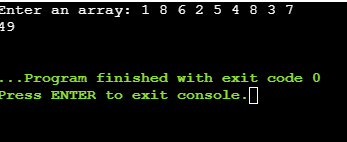 Enter an array: 1 8 6 2 5 4 8 3 7
49
...Program finished with exit code 0
Press ENTER to exit console.